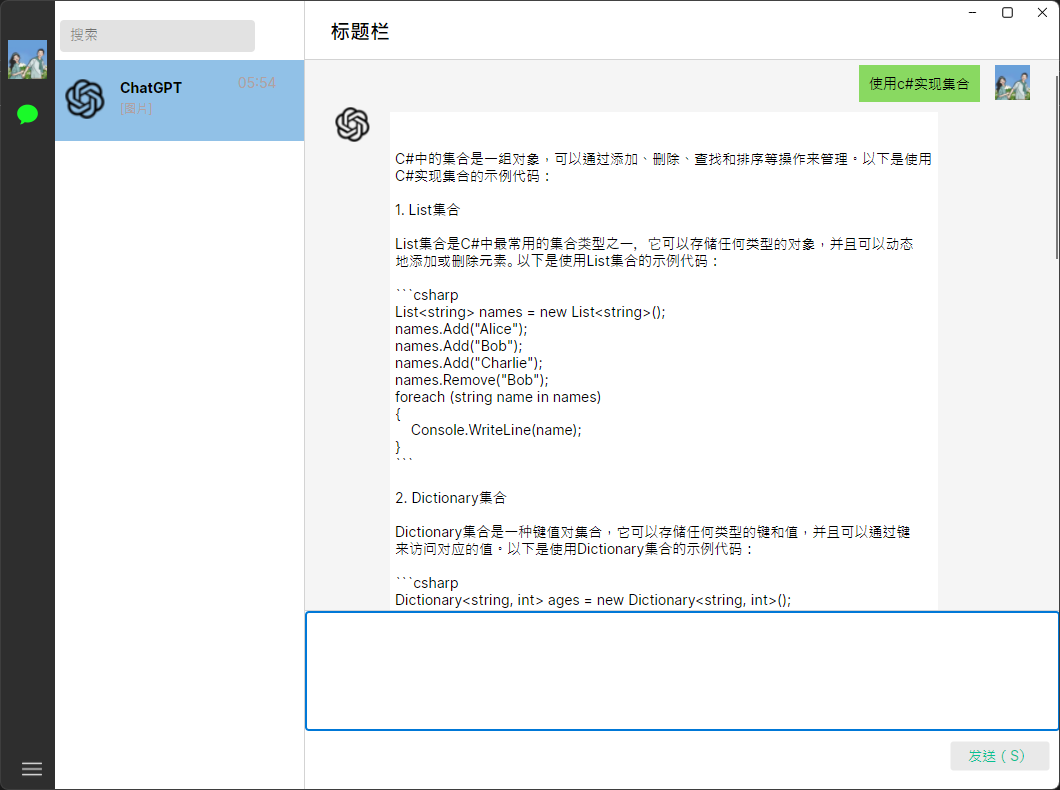 搜索
标题栏
ChatGPT
05:54
[图片]
使用c#实现集合
C#中的集合是一组对象，可以通过添加、删除、查找和排序等操作来管理。以下是使用
C#实现集合的示例代码：
1. List集合
List集合是C#中最常用的集合类型之一，它可以存储任何类型的对象，并且可以动态
地添加或删除元素。以下是使用List集合的示例代码：
```csharp
List<string> names = new List<string>();
names.Add("Alice");
names.Add("Bob");
names.Add("Charlie");
names.Remove("Bob");
foreach (string name in names)
{
    Console.WriteLine(name);
}
```
2. Dictionary集合
Dictionary集合是一种键值对集合，它可以存储任何类型的键和值，并且可以通过键
来访问对应的值。以下是使用Dictionary集合的示例代码：
```csharp
Dictionary<string, int> ages = new Dictionary<string, int>();
发送（S）